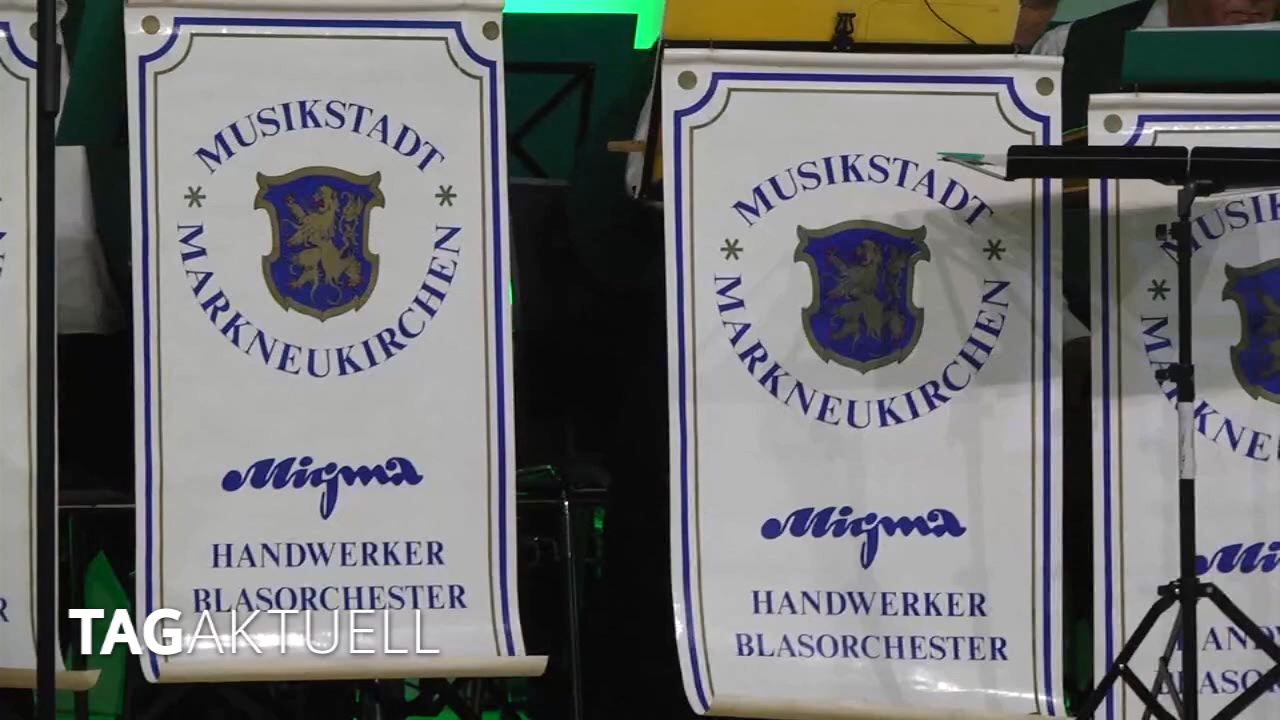 MUSIKSTADT
MARKNEUKIRCHEN
Migma
HANDWERKER
BLASORCHESTER
MUSIKSTADT
MARKNEUKIRCHEN
Migma
HANDWERKER
BLASORCHESTER
TAGAKTUELL